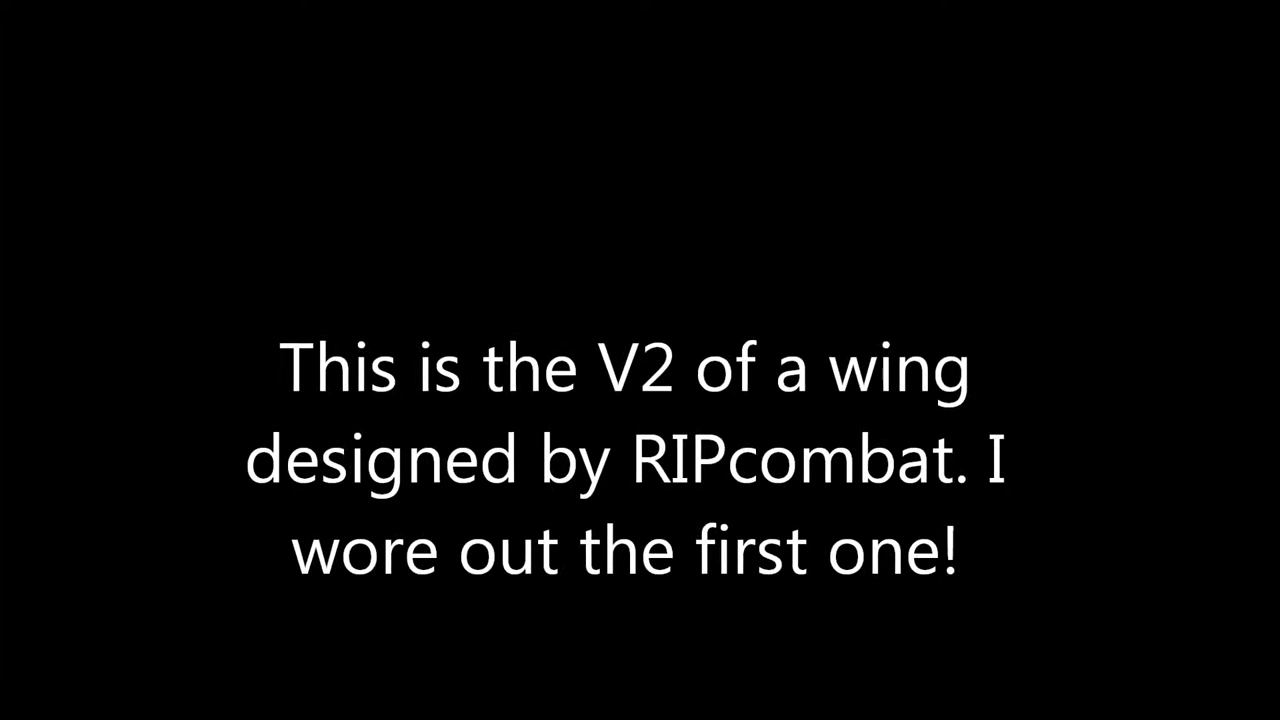 This is the V2 of a wing
designed by RIPcombat. I
wore out the first one!